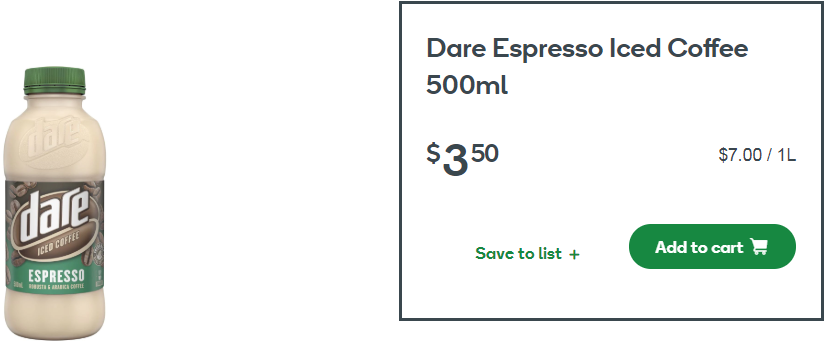 dare
dare
ICED COFFEE
ESPRESSO
ROBUSTA & ARABICA COFFEE
Dare Espresso Iced Coffee
500ml
$3.50
$7.00 / 1L
Save to list +
Add to cart